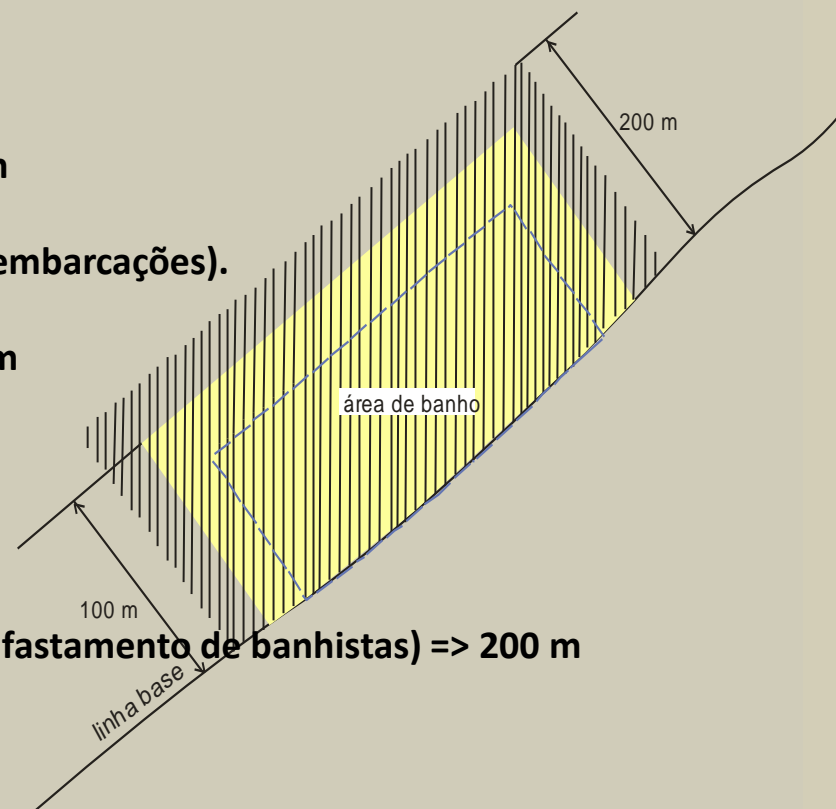 200 m
m
embarcações).
m
área de banho
100 m
fastamento de banhistas) => 200 m
linha base